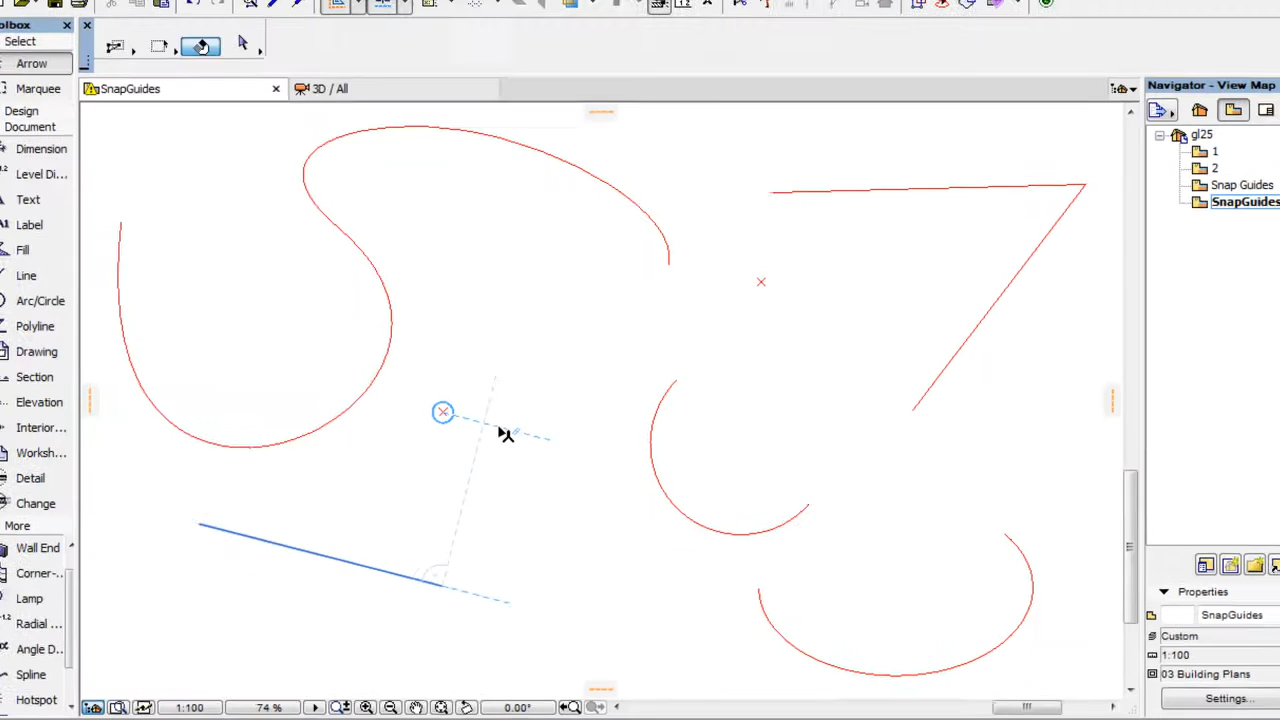 oolbox
Select
Arrow
Marquee
Design
Document
Dimension
Level Di...
Text
Label
Fill
Line
Arc/Circle
Polyline
Drawing
Section
Elevation
Interior...
Worksh...
Detail
Change
More
Wall End
Corner-...
Lamp
Radial ...
Angle D...
Spline
Hotspot
SnapGuides
3D / All
1:100
74 %
0.00°
Navigator - View Map
gl25
1
2
Snap Guides
SnapGuides
Properties
SnapGuides
Custom
1:100
03 Building Plans
Settings...